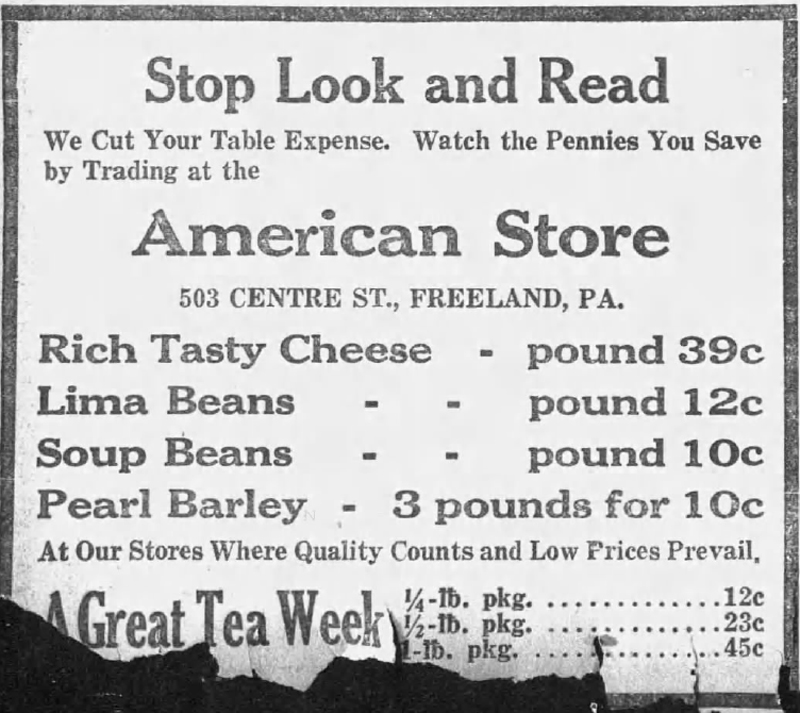 Stop Look and Read
We Cut Your Table Expense. Watch the Pennies You Save
by Trading at the
American Store
503 CENTRE ST., FREELAND, PA.
Rich Tasty Cheese - pound 39c
Lima Beans - - pound 12c
Soup Beans - - pound 10c
Pearl Barley - 3 pounds for 10c
At Our Stores Where Quality Counts and Low Prices Prevail.
A Great Tea Week
¼-lb. pkg. ..............12c
½-lb. pkg. ..............23c
1-lb. pkg. ..............45c